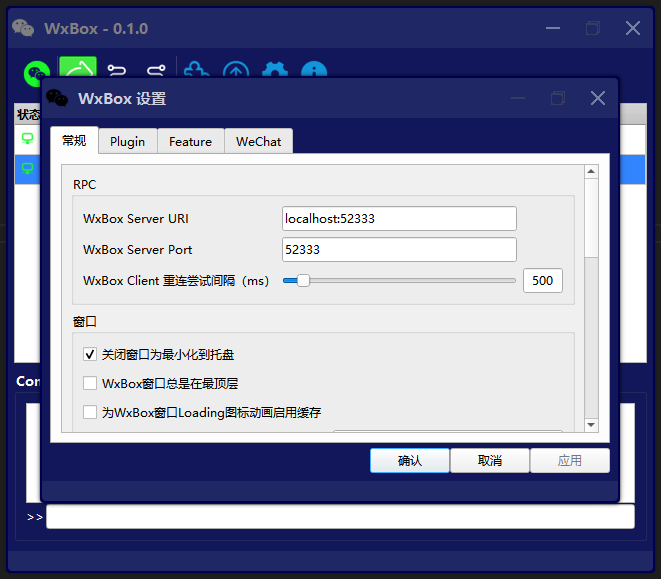 WxBox - 0.1.0
WxBox 设置
状态
常规 Plugin Feature WeChat
RPC
WxBox Server URI localhost:52333
WxBox Server Port 52333
WxBox Client 重连尝试间隔（ms） 500
窗口
关闭窗口为最小化到托盘
WxBox窗口总是在最顶层
为WxBox窗口Loading图标动画启用缓存
确认 取消 应用
>>